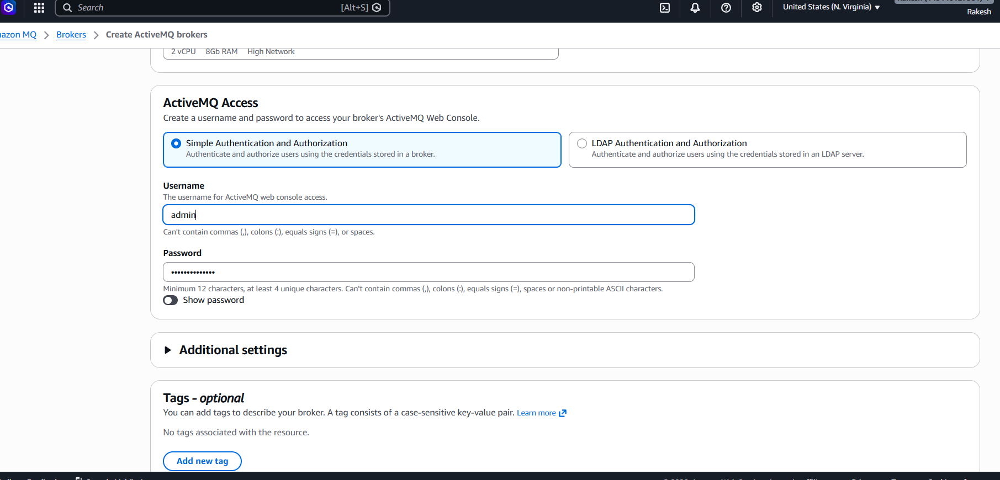 Search [Alt+S] United States (N. Virginia)
Rakesh
Brokers Create ActiveMQ brokers
MQ
2 vCPU 8Gb RAM High Network
ActiveMQ Access
Create a username and password to access your broker's ActiveMQ Web Console.
Simple Authentication and Authorization
Authenticate and authorize users using the credentials stored in a broker.
LDAP Authentication and Authorization
Authenticate and authorize users using the credentials stored in an LDAP server.
Username
The username for ActiveMQ web console access.
admin
Can't contain commas (,), colons (:), equals signs (=), or spaces.
Password
••••••••••••••
Minimum 12 characters, at least 4 unique characters. Can't contain commas (,), colons (:), equals signs (=), spaces or non-printable ASCII characters.
Show password
Additional settings
Tags - optional
You can add tags to describe your broker. A tag consists of a case-sensitive key-value pair. Learn more
No tags associated with the resource.
Add new tag